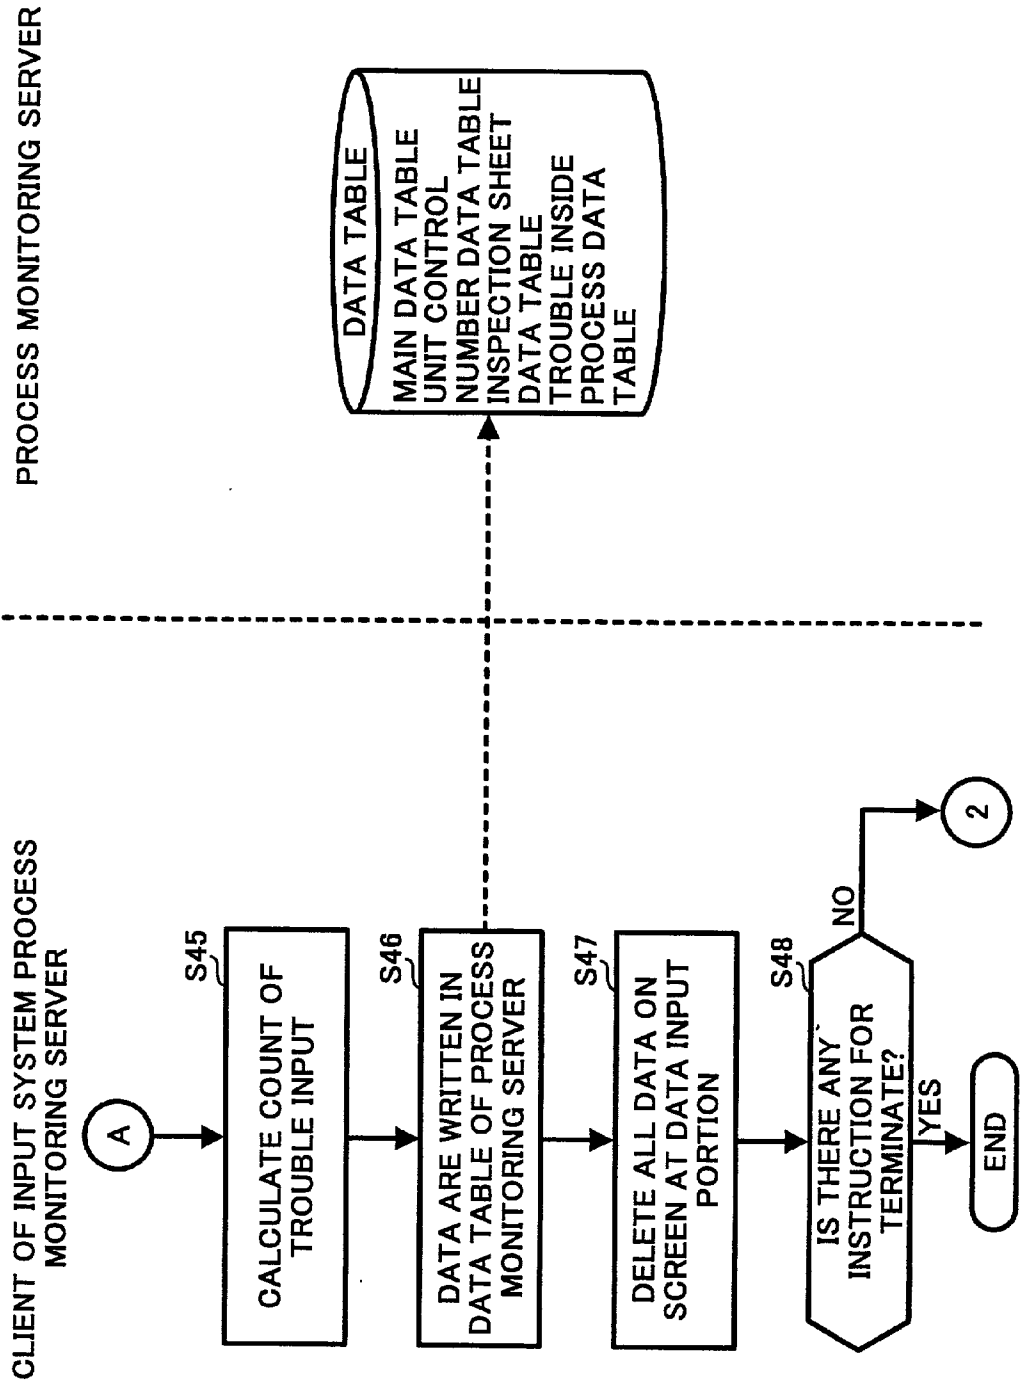 CLIENT OF INPUT SYSTEM PROCESS
MONITORING SERVER
PROCESS MONITORING SERVER
A
S45
CALCULATE COUNT OF
TROUBLE INPUT
S46
DATA ARE WRITTEN IN
DATA TABLE OF PROCESS
MONITORING SERVER
DATA TABLE
MAIN DATA TABLE
UNIT CONTROL
NUMBER DATA TABLE
INSPECTION SHEET
DATA TABLE
TROUBLE INSIDE
PROCESS DATA
TABLE
S47
DELETE ALL DATA ON
SCREEN AT DATA INPUT
PORTION
S48
IS THERE ANY
INSTRUCTION FOR
TERMINATE?
NO
2
YES
END